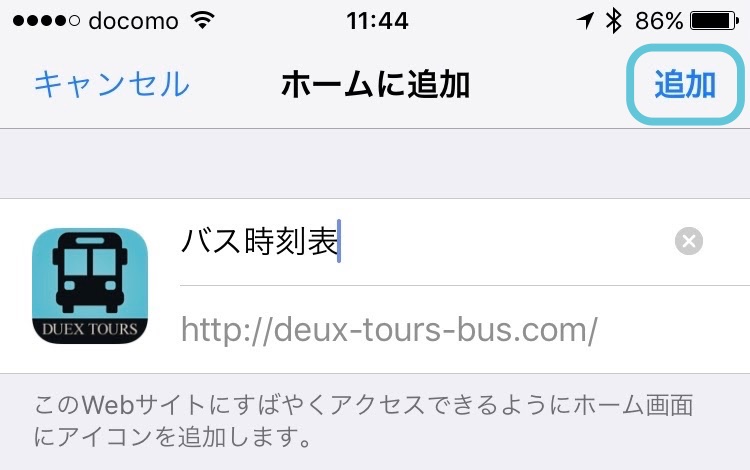 docomo 11:44 86%
キャンセル ホームに追加 追加
バス時刻表
DUEX TOURS
http://deux-tours-bus.com/
このWebサイトにすばやくアクセスできるようにホーム画面
にアイコンを追加します。